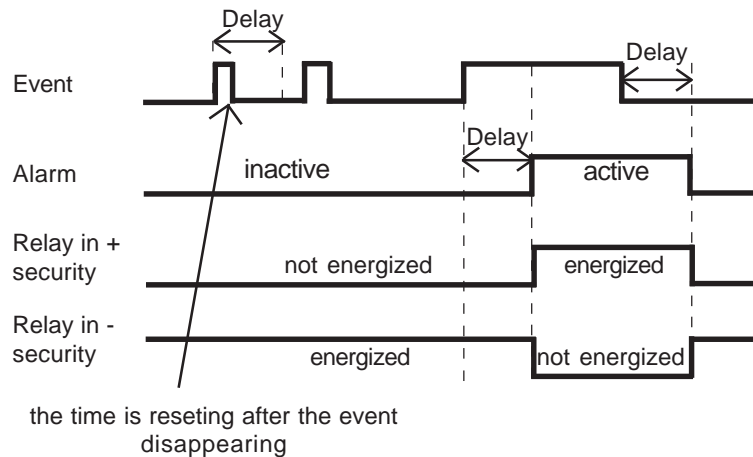 Delay
Delay
Event
Delay
Alarm
inactive
active
Relay in +
security
not energized
energized
Relay in -
security
energized
not energized
the time is reseting after the event
disappearing